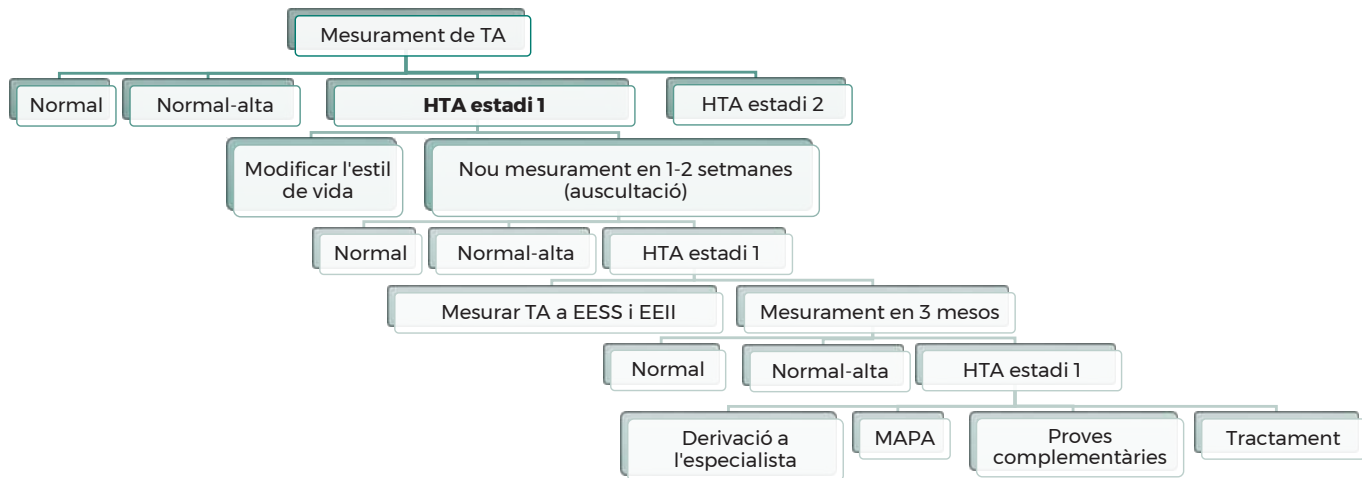 Mesurament de TA
Normal
Normal-alta
HTA estadi 1
HTA estadi 2
Modificar l'estil
de vida
Nou mesurament en 1-2 setmanes
(auscultació)
Normal
Normal-alta
HTA estadi 1
Mesurar TA a EESS i EEII
Mesurament en 3 mesos
Normal
Normal-alta
HTA estadi 1
Derivació a
l'especialista
MAPA
Proves
complementàries
Tractament